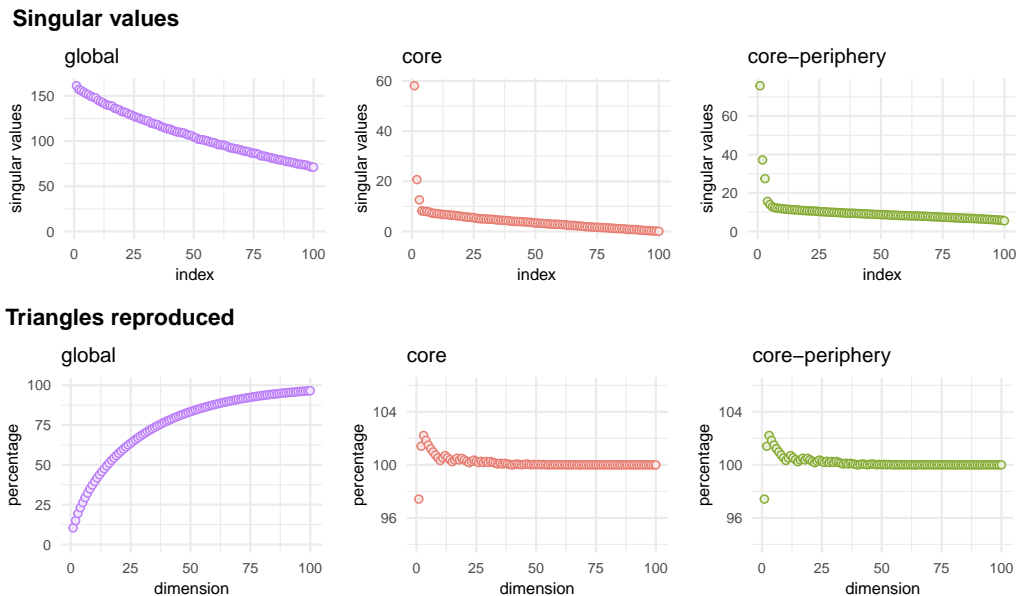 Singular values
global
core
core−periphery
singular values
150
100
50
0
0 25 50 75 100
index
singular values
60
40
20
0
0 25 50 75 100
index
singular values
60
40
20
0
0 25 50 75 100
index
Triangles reproduced
global
core
core−periphery
percentage
100
75
50
25
0
0 25 50 75 100
dimension
percentage
104
100
96
0 25 50 75 100
dimension
percentage
104
100
96
0 25 50 75 100
dimension